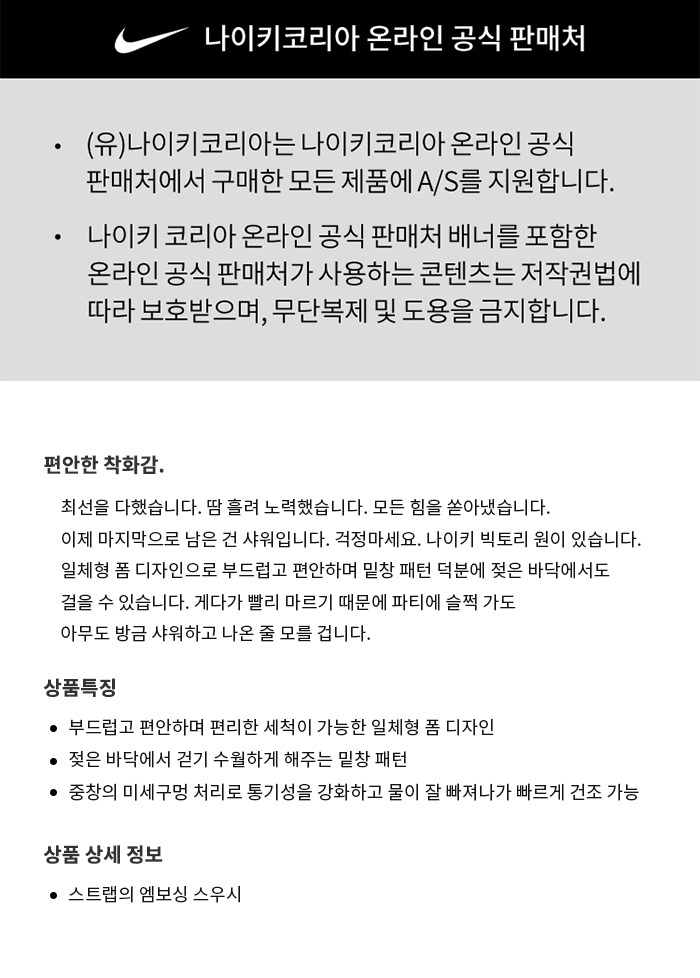 나이키코리아 온라인 공식 판매처
• (유)나이키코리아는 나이키코리아 온라인 공식
판매처에서 구매한 모든 제품에 A/S를 지원합니다.
• 나이키 코리아 온라인 공식 판매처 배너를 포함한
온라인 공식 판매처가 사용하는 콘텐츠는 저작권법에
따라 보호받으며, 무단복제 및 도용을 금지합니다.
편안한 착화감.
최선을 다했습니다. 땀 흘려 노력했습니다. 모든 힘을 쏟아냈습니다.
이제 마지막으로 남은 건 샤워입니다. 걱정마세요. 나이키 빅토리 원이 있습니다.
일체형 폼 디자인으로 부드럽고 편안하며 밑창 패턴 덕분에 젖은 바닥에서도
걸을 수 있습니다. 게다가 빨리 마르기 때문에 파티에 슬쩍 가도
아무도 방금 샤워하고 나온 줄 모를 겁니다.
상품특징
• 부드럽고 편안하며 편리한 세척이 가능한 일체형 폼 디자인
• 젖은 바닥에서 걷기 수월하게 해주는 밑창 패턴
• 중창의 미세구멍 처리로 통기성을 강화하고 물이 잘 빠져나가 빠르게 건조 가능
상품 상세 정보
• 스트랩의 엠보싱 스우시